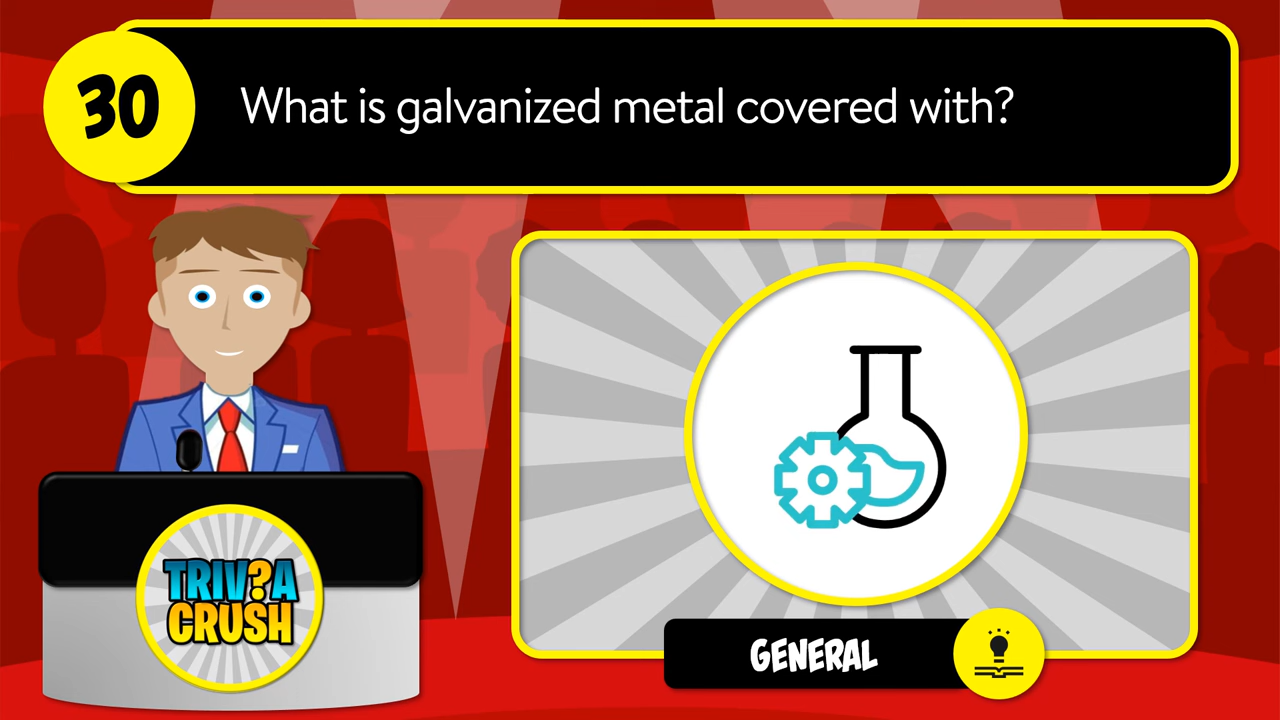 30
What is galvanized metal covered with?
TRIV?A
CRUSH
GENERAL